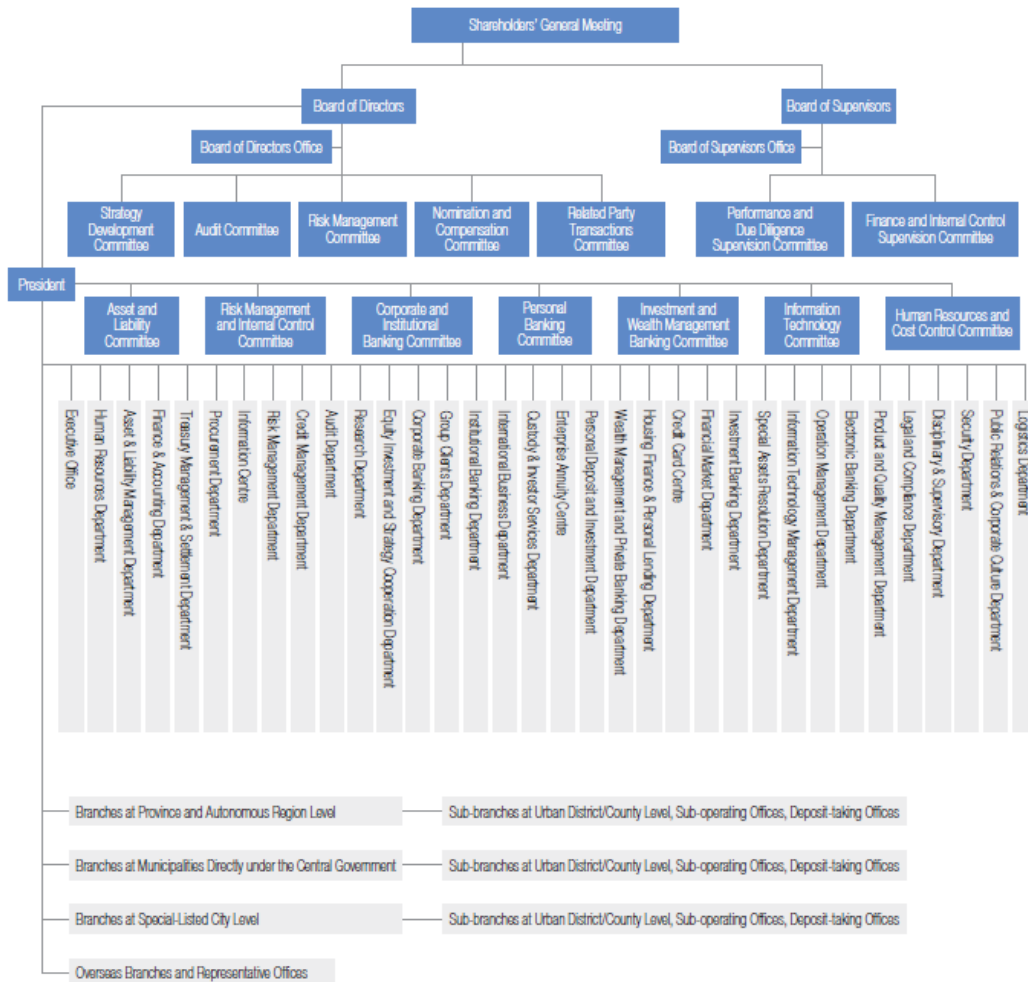 Shareholders' General Meeting
Board of Directors
Board of Supervisors
Board of Directors Office
Board of Supervisors Office
Strategy
Development
Committee
Audit Committee
Risk Management
Committee
Nomination and
Compensation
Committee
Related Party
Transactions
Committee
Performance and
Due Diligence
Supervision Committee
Finance and Internal Control
Supervision Committee
President
Asset and
Liability
Committee
Risk Management
and Internal Control
Committee
Corporate and
Institutional
Banking Committee
Personal
Banking
Committee
Investment and
Wealth Management
Banking Committee
Information
Technology
Committee
Human Resources and
Cost Control Committee
Executive Office
Human Resources Department
Asset & Liability Management Department
Finance & Accounting Department
Treasury Management & Settlement Department
Procurement Department
Information Centre
Risk Management Department
Credit Management Department
Audit Department
Research Department
Equity Investment and Strategy Cooperation Department
Corporate Banking Department
Group Clients Department
Institutional Banking Department
International Business Department
Custody & Investor Services Department
Enterprise Annuity Centre
Personal Deposit and Investment Department
Wealth Management and Private Banking Department
Housing Finance & Personal Lending Department
Credit Card Centre
Financial Market Department
Investment Banking Department
Special Assets Resolution Department
Information Technology Management Department
Operation Management Department
Electronic Banking Department
Product and Quality Management Department
Legal and Compliance Department
Disciplinary & Supervisory Department
Security Department
Public Relations & Corporate Culture Department
Logistics Department
Branches at Province and Autonomous Region Level
Sub-branches at Urban District/County Level, Sub-operating Offices, Deposit-taking Offices
Branches at Municipalities Directly under the Central Government
Sub-branches at Urban District/County Level, Sub-operating Offices, Deposit-taking Offices
Branches at Special-Listed City Level
Sub-branches at Urban District/County Level, Sub-operating Offices, Deposit-taking Offices
Overseas Branches and Representative Offices